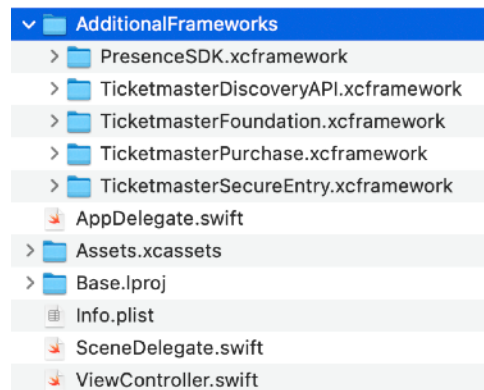 AdditionalFrameworks
PresenceSDK.xcframework
TicketmasterDiscoveryAPI.xcframework
TicketmasterFoundation.xcframework
TicketmasterPurchase.xcframework
TicketmasterSecureEntry.xcframework
AppDelegate.swift
Assets.xcassets
Base.lproj
Info.plist
SceneDelegate.swift
ViewController.swift